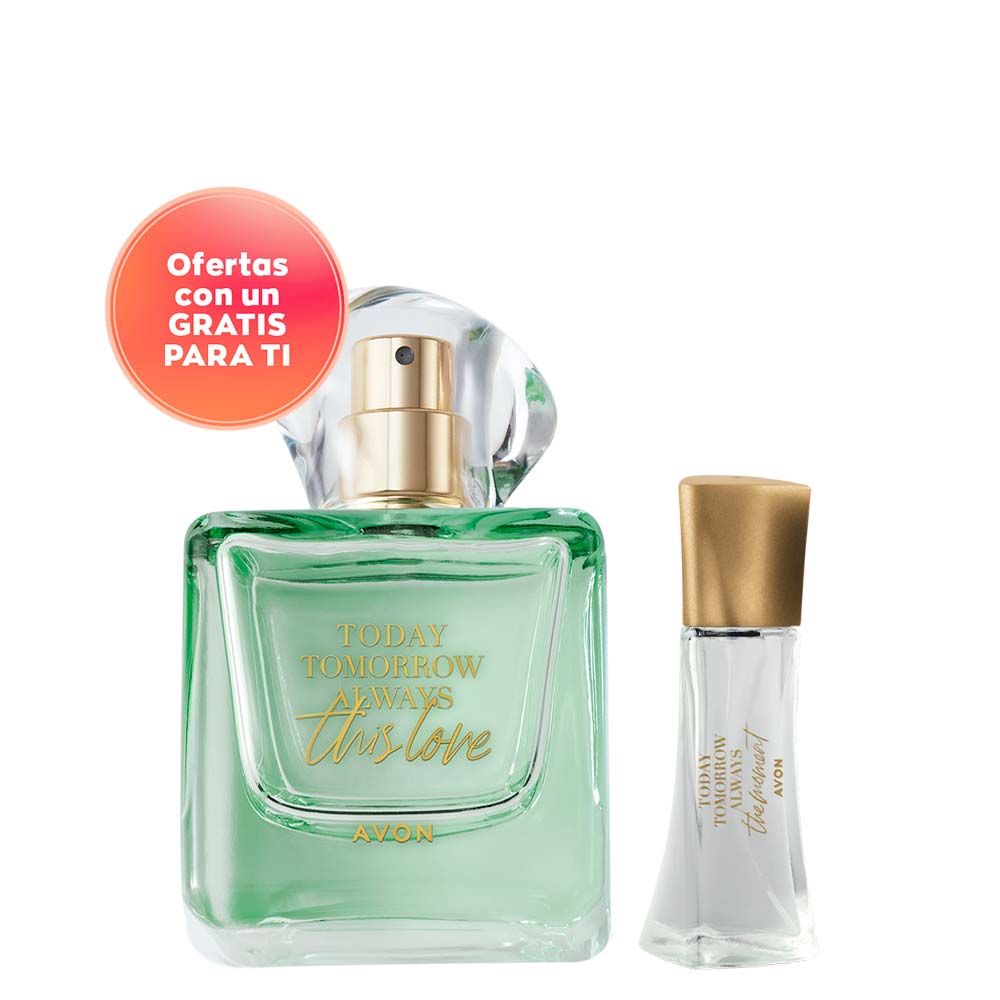 Ofertas
con un
GRATIS
PARA TI
TODAY
TOMORROW
ALWAYS
this love
AVON
TODAY
TOMORROW
ALWAYS
the moment
AVON